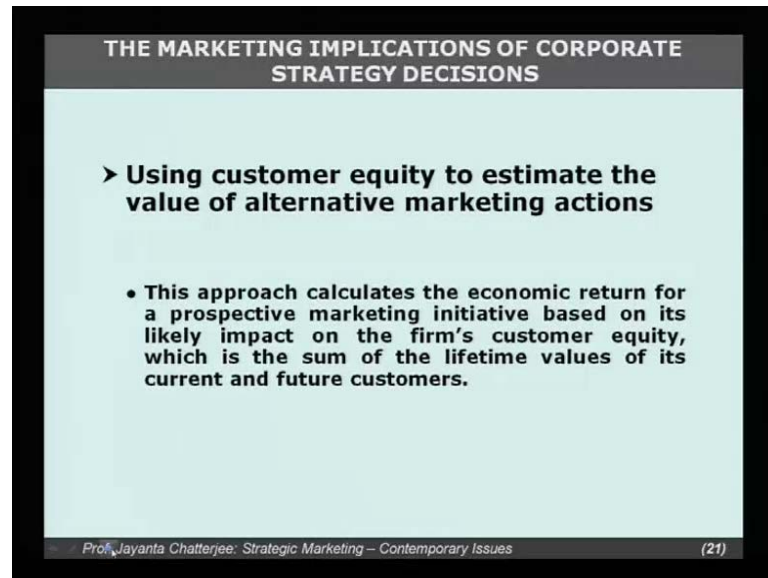 THE MARKETING IMPLICATIONS OF CORPORATE
STRATEGY DECISIONS
➤ Using customer equity to estimate the
value of alternative marketing actions
• This approach calculates the economic return for
a prospective marketing initiative based on its
likely impact on the firm's customer equity,
which is the sum of the lifetime values of its
current and future customers.
Prof. Jayanta Chatterjee: Strategic Marketing – Contemporary Issues (21)